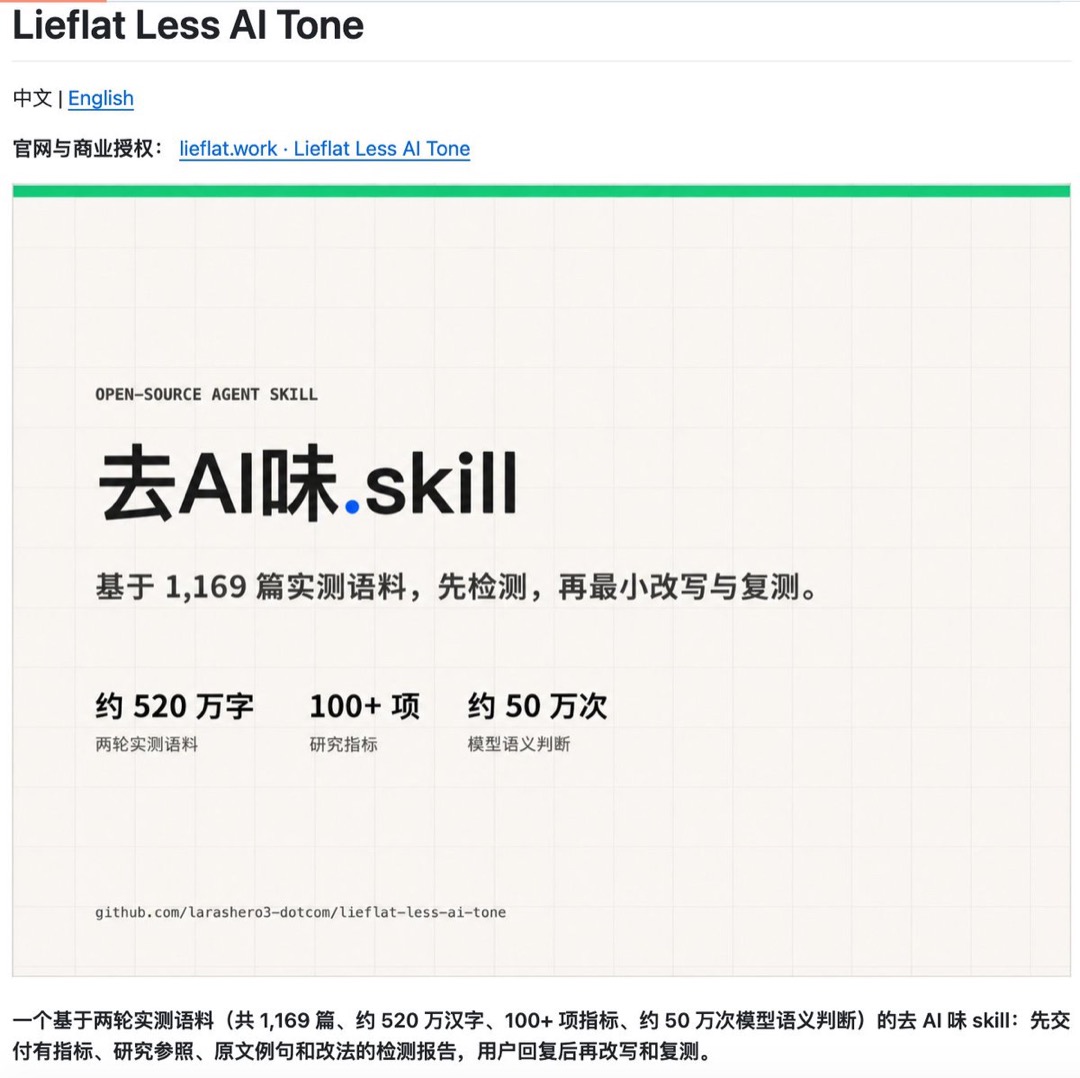 Lieflat Less AI Tone
中文 | English
官网与商业授权： lieflat.work · Lieflat Less AI Tone
OPEN-SOURCE AGENT SKILL
去AI味.skill
基于 1,169 篇实测语料，先检测，再最小改写与复测。
约 520 万字 100+ 项 约 50 万次
两轮实测语料 研究指标 模型语义判断
github.com/larashero3-dotcom/lieflat-less-ai-tone
一个基于两轮实测语料（共 1,169 篇、约 520 万汉字、100+ 项指标、约 50 万次模型语义判断）的去 AI 味 skill：先交
付有指标、研究参照、原文例句和改法的检测报告，用户回复后再改写和复测。